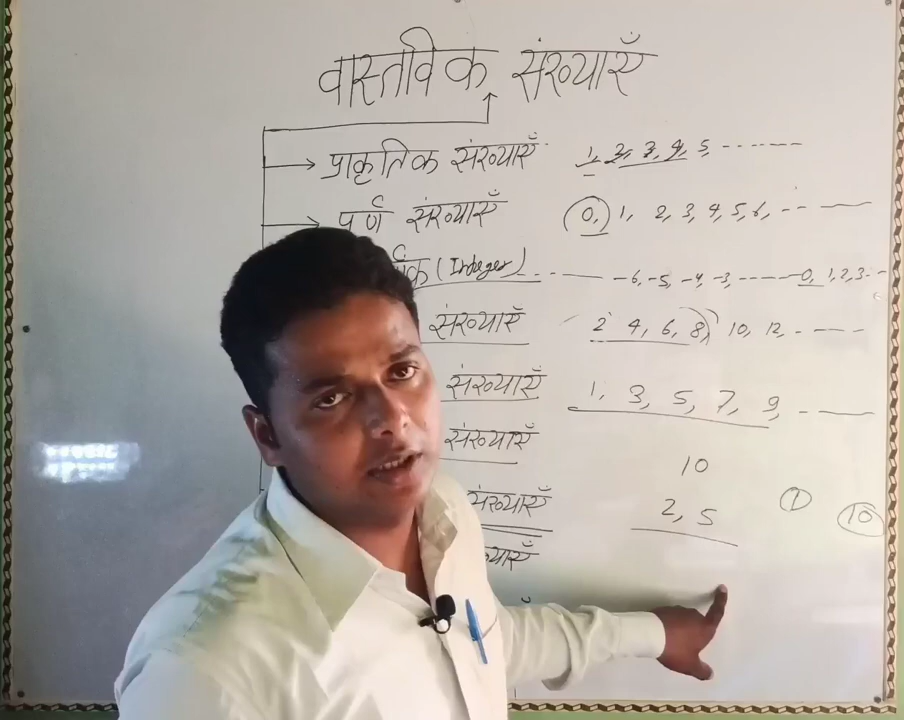 वास्तविक संख्याएँ
प्राकृतिक संख्याएँ 1, 2, 3, 4, 5, -------
पूर्ण संख्याएँ 0, 1, 2, 3, 4, 5, 6, -- ——
(Integer) ---- —— -6, -5, -4, -3, ---- —— 0, 1, 2, 3 --
संख्याएँ 2, 4, 6, 8, 10, 12, - - ——
संख्याएँ 1, 3, 5, 7, 9, - ——
संख्याएँ 10
संख्याएँ 2, 5 1 10